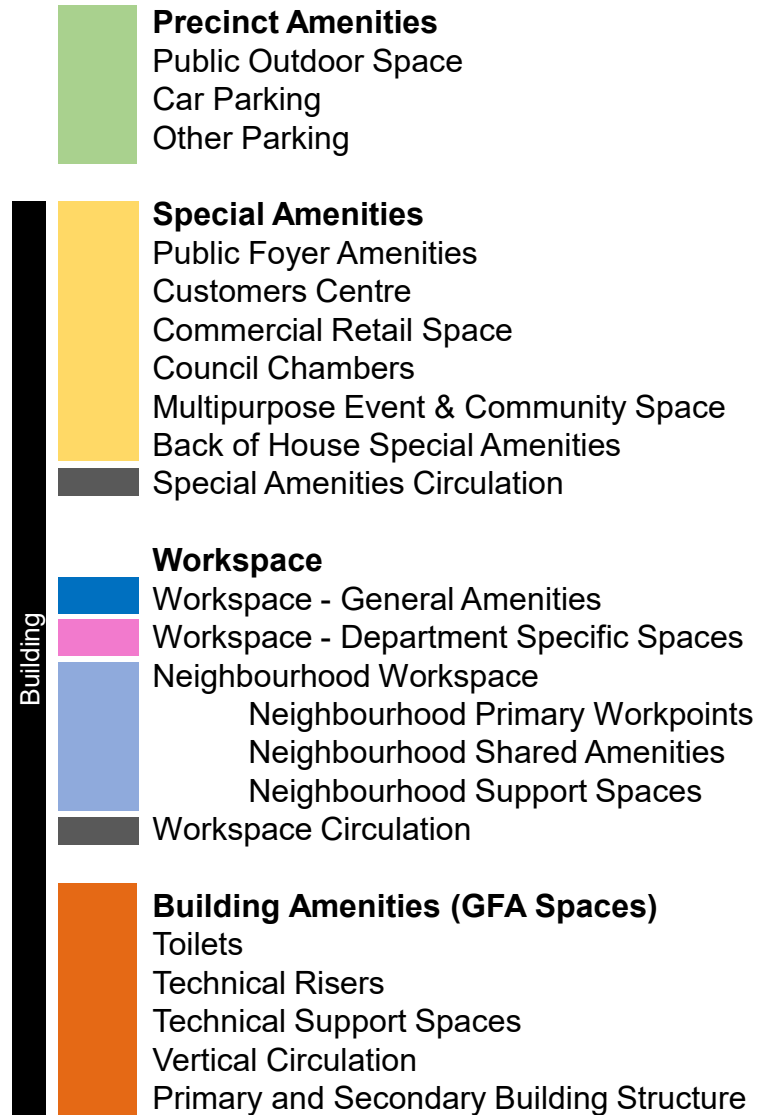 Precinct Amenities
Public Outdoor Space
Car Parking
Other Parking
Special Amenities
Public Foyer Amenities
Customers Centre
Commercial Retail Space
Council Chambers
Multipurpose Event & Community Space
Back of House Special Amenities
Special Amenities Circulation
Building
Workspace
Workspace - General Amenities
Workspace - Department Specific Spaces
Neighbourhood Workspace
Neighbourhood Primary Workpoints
Neighbourhood Shared Amenities
Neighbourhood Support Spaces
Workspace Circulation
Building Amenities (GFA Spaces)
Toilets
Technical Risers
Technical Support Spaces
Vertical Circulation
Primary and Secondary Building Structure